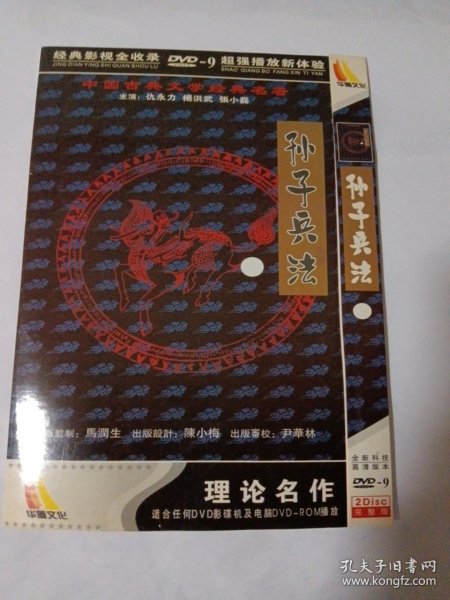 经典影视全收录 DVD-9 超强播放新体验
JING DIAN YING SHI QUAN SHOU LU
SHAO QIANG BO FANG XIN TI YAN
中国古典文学经典名著
主演：仇永力 楊洪武 張小磊
孙子兵法
監制：馬潤生 出版設計：陳小梅 出版審校：尹華林
理论名作
适合任何DVD影碟机及电脑DVD-ROM播放
华夏文化
华夏文化
孙子兵法
全新科技
高清版本
DVD-9
2Disc
完整版
孔夫子旧书网
www.kongfz.com